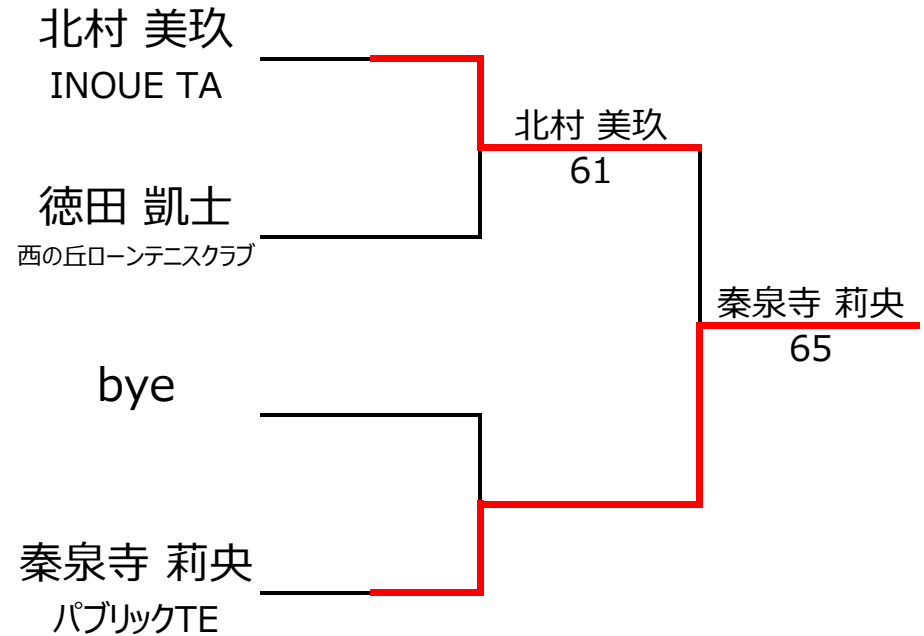 北村 美玖
INOUE TA
北村 美玖
61
徳田 凱士
西の丘ローンテニスクラブ
秦泉寺 莉央
65
bye
秦泉寺 莉央
パブリックTE